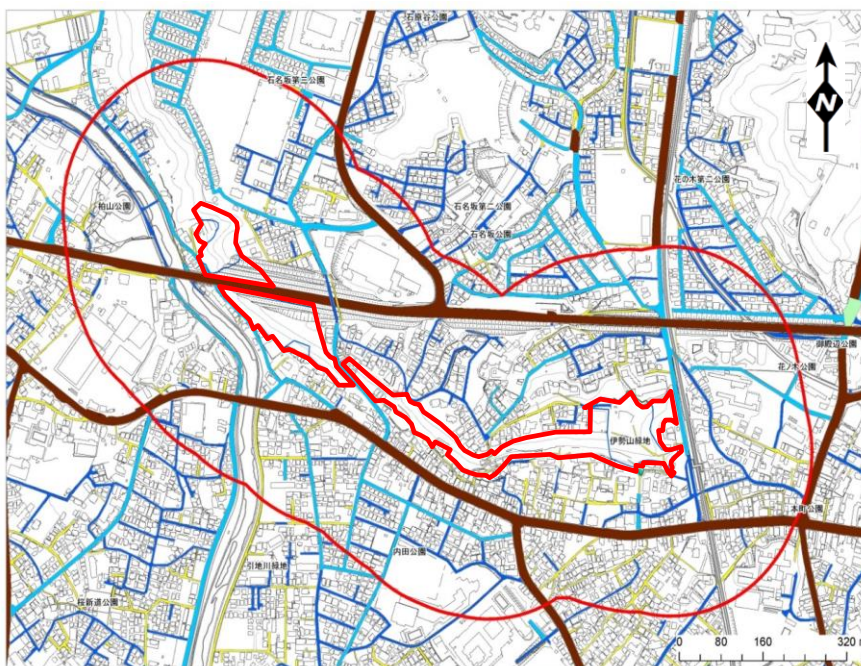 石原谷公園
石名坂第三公園
N
花の木第二公園
柏山公園
石名坂第二公園
石名坂公園
御殿辺公園
花ノ木公園
伊勢山緑地
本町公園
内田公園
引地川緑地
桜新道公園
0 80 160 320